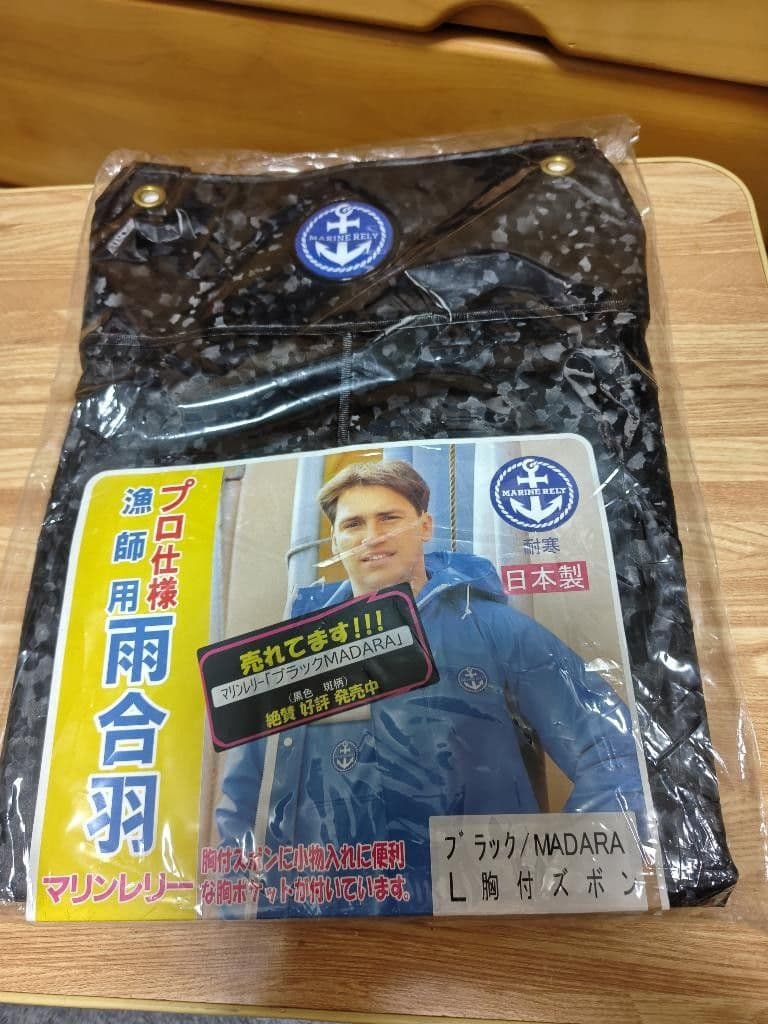 MARINE RELY
プロ仕様
漁師用
雨合羽
マリンレリー
MARINE RELY
耐寒
日本製
売れてます!!!
マリンレリー「ブラックMADARA」
(黒色 斑柄)
絶賛 好評 発売中
胸付ズボンに小物入れに便利
な胸ポケットが付いています。
ブラック/MADARA
L 胸付ズボン